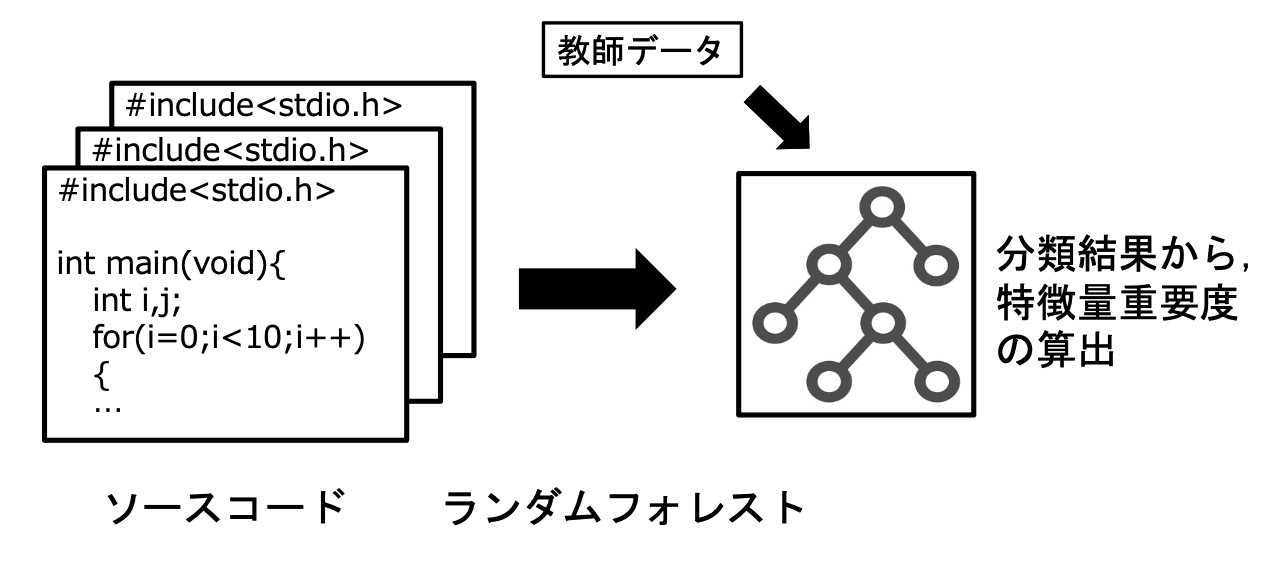 教師データ
#include<stdio.h>
#include<stdio.h>
#include<stdio.h>
int main(void){
int i,j;
for(i=0;i<10;i++)
{
…
分類結果から,
特徴量重要度
の算出
ソースコード
ランダムフォレスト